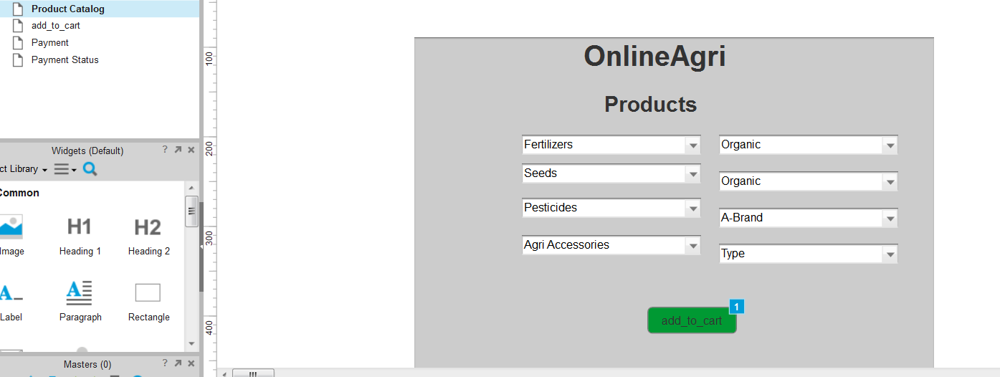 Product Catalog
add_to_cart
Payment
Payment Status
Widgets (Default)
?
ct Library
Common
H1
H2
Image
Heading 1
Heading 2
A
A
Label
Paragraph
Rectangle
Masters (0)
?
100
200
300
400
OnlineAgri
Products
Fertilizers
Organic
Seeds
Organic
Pesticides
A-Brand
Agri Accessories
Type
1
add_to_cart